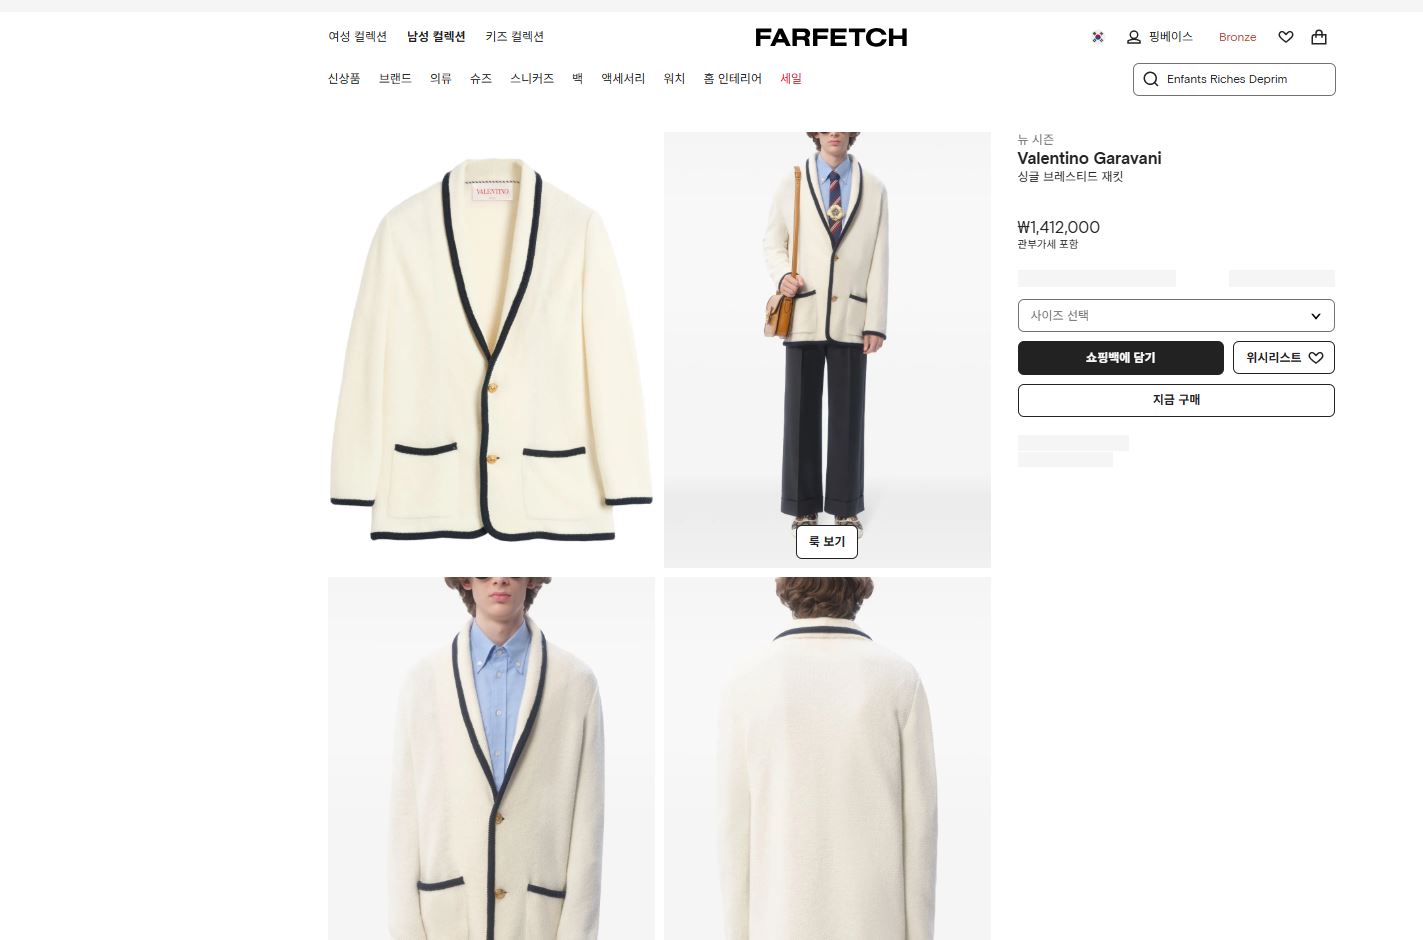 여성 컬렉션 남성 컬렉션 키즈 컬렉션
FARFETCH
핑베이스 Bronze
신상품 브랜드 의류 슈즈 스니커즈 백 액세서리 워치 홈 인테리어 세일
Enfants Riches Deprim
VALENTINO
룩 보기
뉴 시즌
Valentino Garavani
싱글 브레스티드 재킷
₩1,412,000
관부가세 포함
사이즈 선택
쇼핑백에 담기 위시리스트
지금 구매